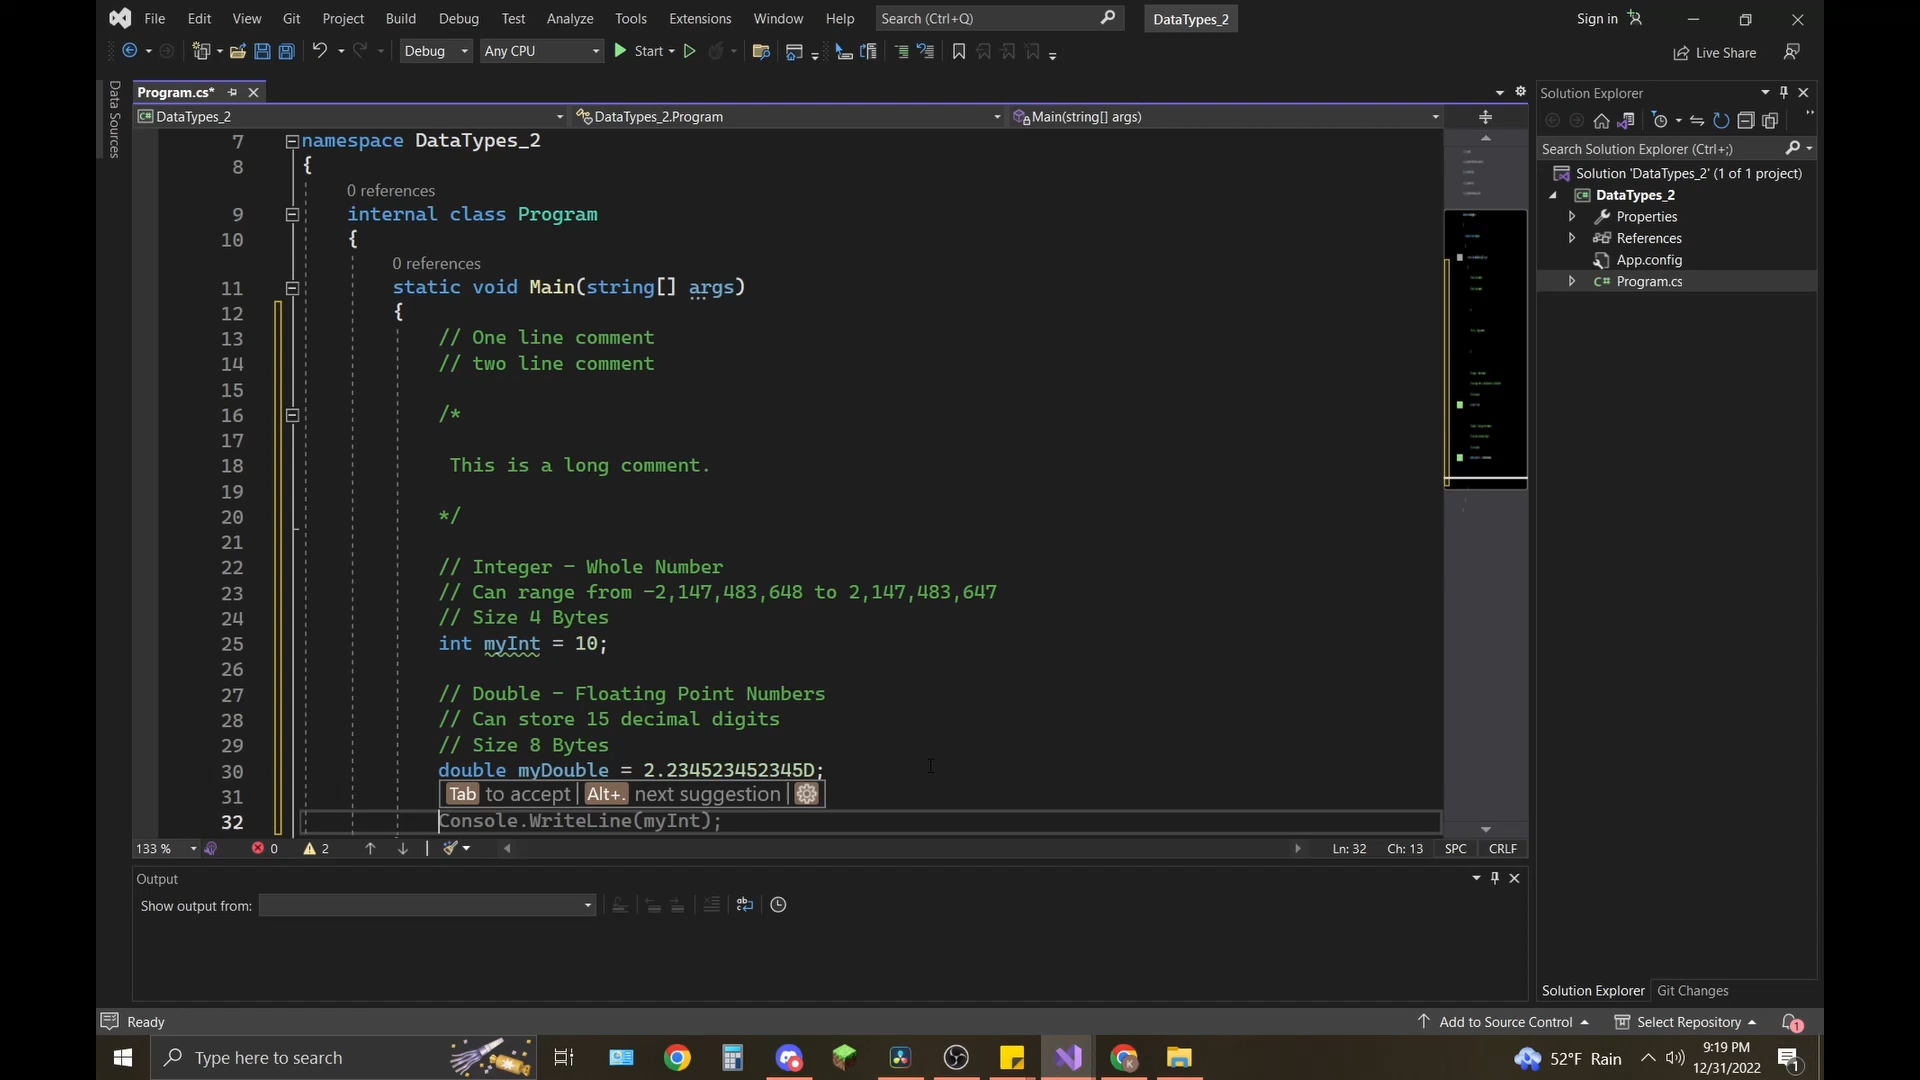 File Edit View Git Project Build Debug Test Analyze Tools Extensions Window Help Search (Ctrl+Q) DataTypes_2 Sign in
Debug Any CPU Start Live Share
Data Sources
Program.cs*
DataTypes_2 DataTypes_2.Program Main(string[] args)
7 namespace DataTypes_2
8 {
0 references
9 internal class Program
10 {
0 references
11 static void Main(string[] args)
12 {
13 // One line comment
14 // two line comment
15
16 /*
17
18 This is a long comment.
19
20 */
21
22 // Integer - Whole Number
23 // Can range from -2,147,483,648 to 2,147,483,647
24 // Size 4 Bytes
25 int myInt = 10;
26
27 // Double - Floating Point Numbers
28 // Can store 15 decimal digits
29 // Size 8 Bytes
30 double myDouble = 2.234523452345D;
31 Tab to accept | Alt+. next suggestion |
32 Console.WriteLine(myInt);
133 % 0 2 Ln: 32 Ch: 13 SPC CRLF
Output
Show output from:
Solution Explorer
Search Solution Explorer (Ctrl+;)
Solution 'DataTypes_2' (1 of 1 project)
C# DataTypes_2
Properties
References
App.config
C# Program.cs
Solution Explorer Git Changes
Ready Add to Source Control Select Repository 1
Type here to search 52°F Rain 9:19 PM
12/31/2022 1